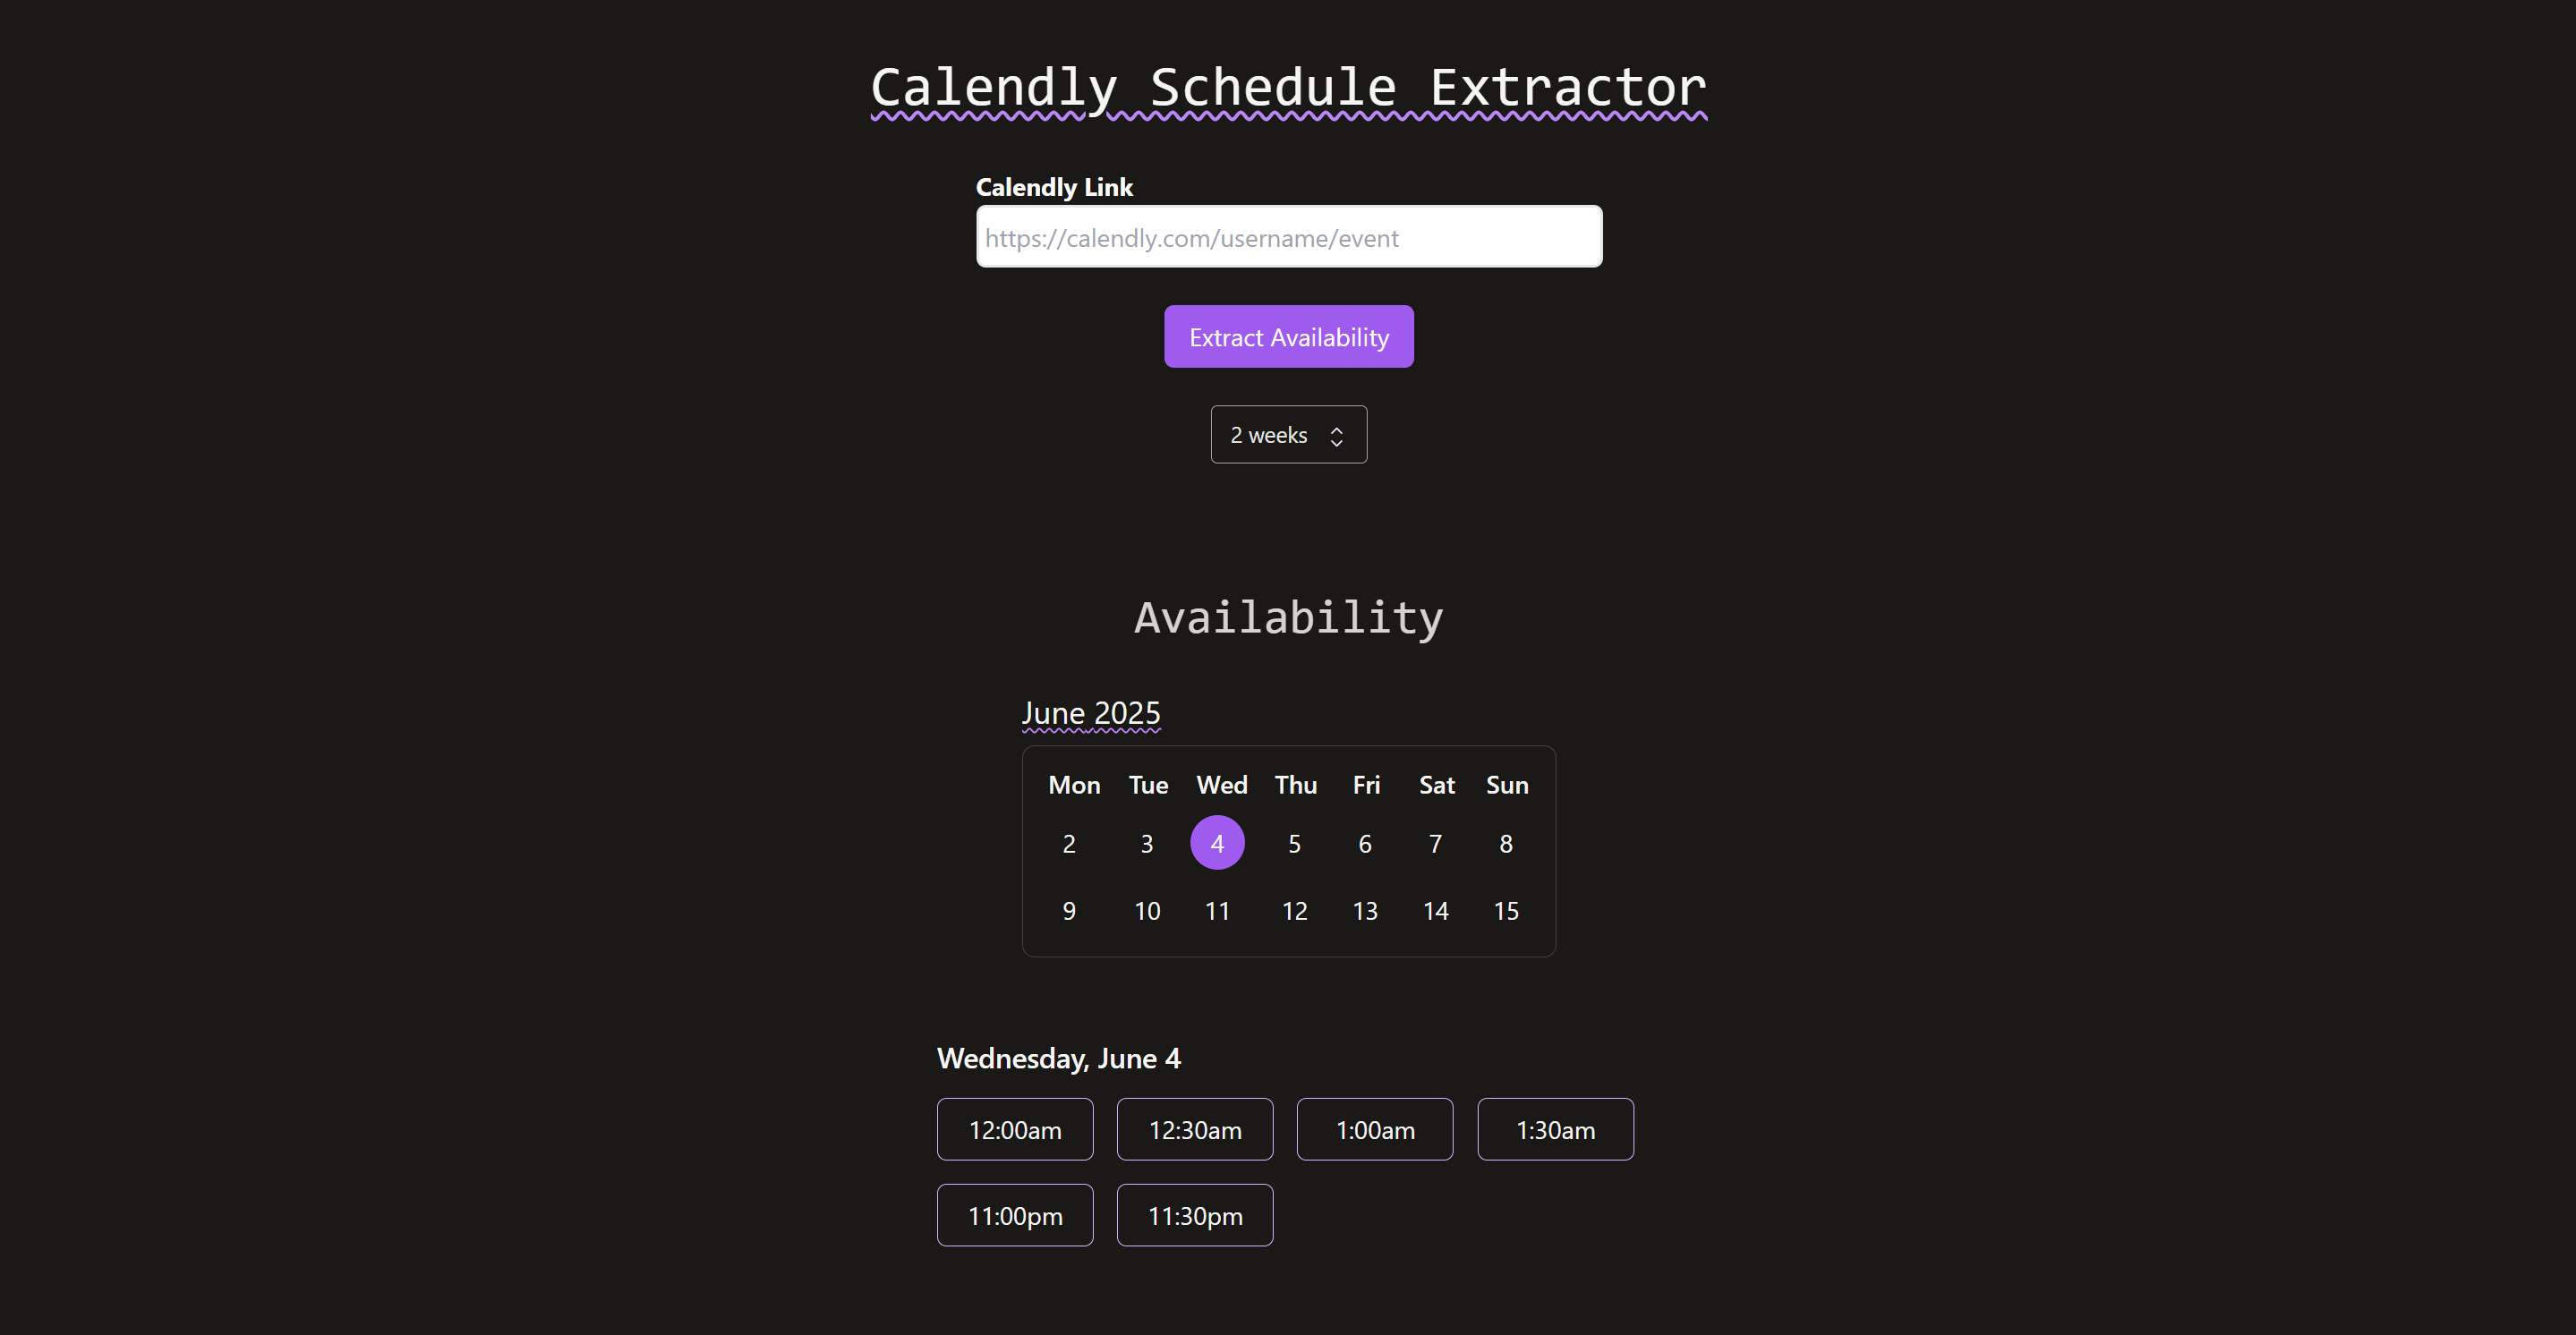 Calendly Schedule Extractor
Calendly Link
https://calendly.com/username/event
Extract Availability
2 weeks
Availability
June 2025
Mon Tue Wed Thu Fri Sat Sun
2 3 4 5 6 7 8
9 10 11 12 13 14 15
Wednesday, June 4
12:00am 12:30am 1:00am 1:30am
11:00pm 11:30pm